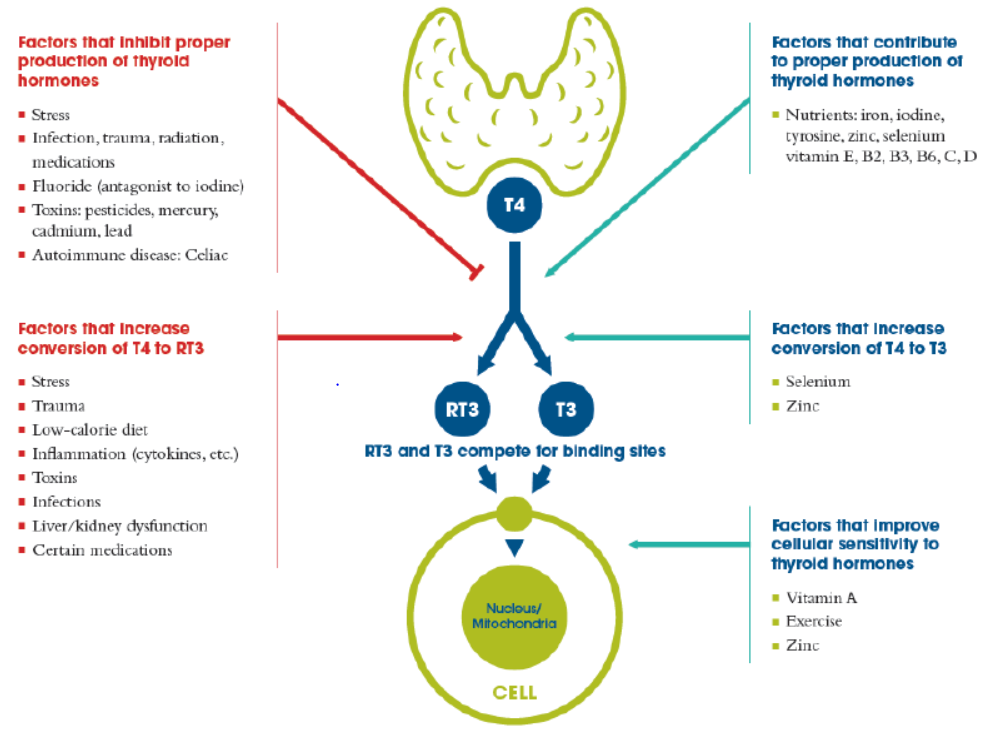 Factors that inhibit proper
production of thyroid
hormones
Stress
Infection, trauma, radiation,
medications
Fluoride (antagonist to iodine)
Toxins: pesticides, mercury,
cadmium, lead
Autoimmune disease: Celiac
Factors that increase
conversion of T4 to RT3
Stress
Trauma
Low-calorie diet
Inflammation (cytokines, etc.)
Toxins
Infections
Liver/kidney dysfunction
Certain medications
T4
RT3
T3
RT3 and T3 compete for binding sites
Nucleus/
Mitochondria
CELL
Factors that contribute
to proper production of
thyroid hormones
Nutrients: iron, iodine,
tyrosine, zinc, selenium
vitamin E, B2, B3, B6, C, D
Factors that increase
conversion of T4 to T3
Selenium
Zinc
Factors that improve
cellular sensitivity to
thyroid hormones
Vitamin A
Exercise
Zinc